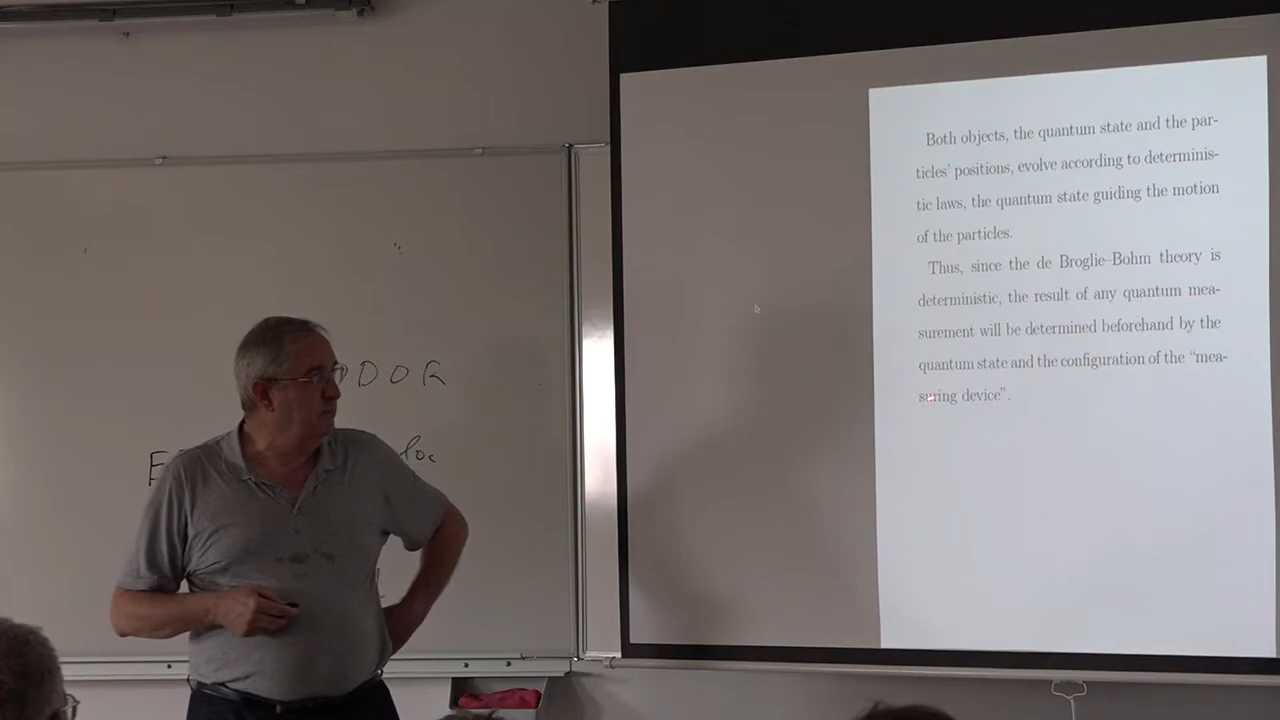 Both objects, the quantum state and the par-
ticles' positions, evolve according to determinis-
tic laws, the quantum state guiding the motion
of the particles.
Thus, since the de Broglie–Bohm theory is
deterministic, the result of any quantum mea-
surement will be determined beforehand by the
quantum state and the configuration of the “mea-
suring device”.
D O R
E
loc